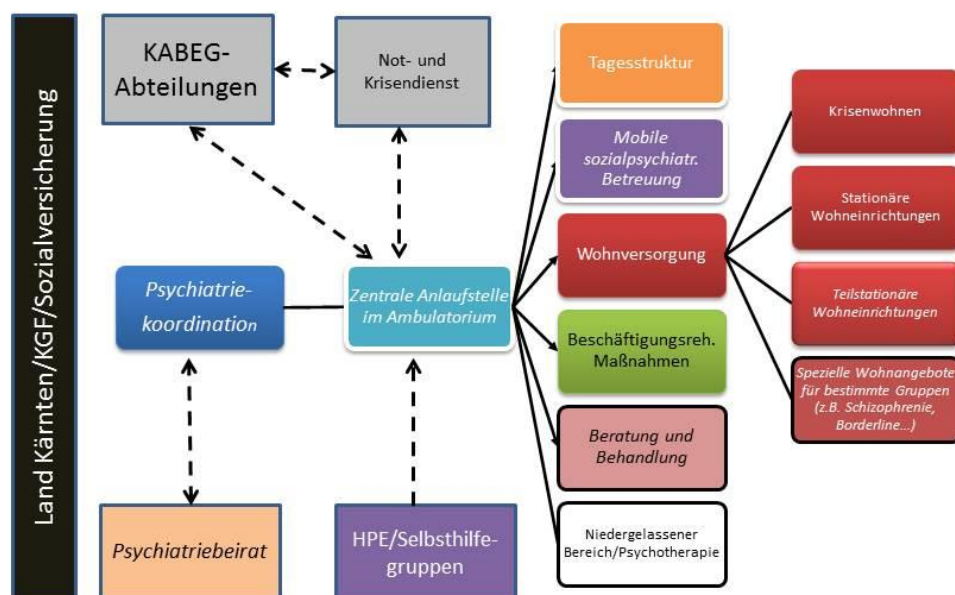 Land Kärnten/KGF/Sozialversicherung
KABEG-
Abteilungen
Not- und
Krisendienst
Psychiatrie-
koordination
Zentrale Anlaufstelle
im Ambulatorium
Psychiatriebeirat
HPE/Selbsthilfe-
gruppen
Tagesstruktur
Mobile
sozialpsychiatr.
Betreuung
Wohnversorgung
Beschäftigungsreh.
Maßnahmen
Beratung und
Behandlung
Niedergelassener
Bereich/Psychotherapie
Krisenwohnen
Stationäre
Wohneinrichtungen
Teilstationäre
Wohneinrichtungen
Spezielle Wohnangebote
für bestimmte Gruppen
(z.B. Schizophrenie,
Borderline...)